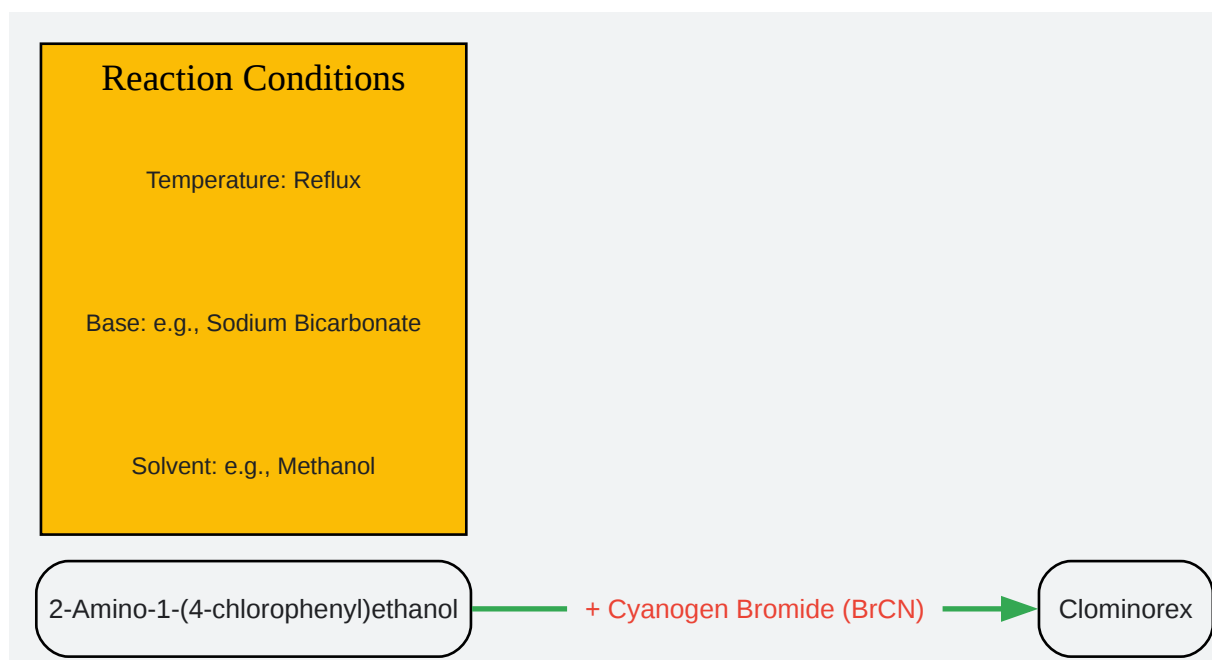 Reaction Conditions
Temperature: Reflux
Base: e.g., Sodium Bicarbonate
Solvent: e.g., Methanol
2-Amino-1-(4-chlorophenyl)ethanol
+ Cyanogen Bromide (BrCN)
Clominorex